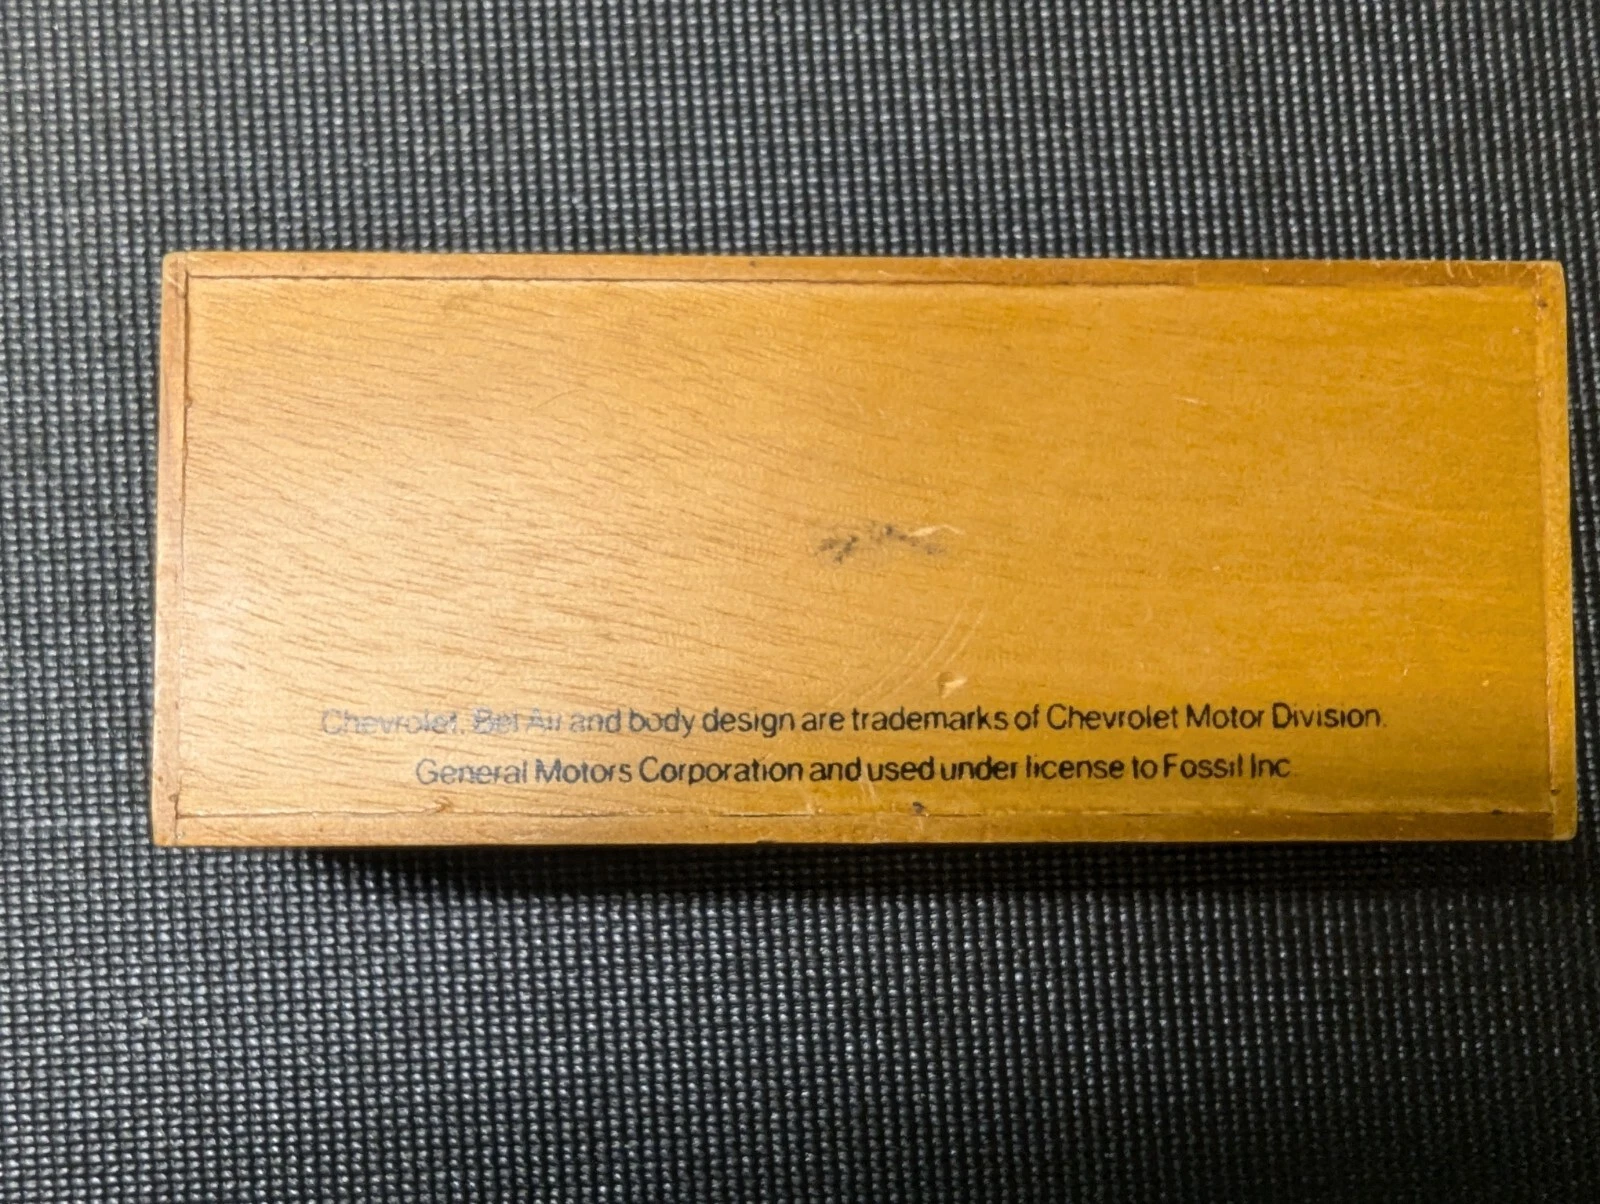 Chevrolet, Bel Air and body design are trademarks of Chevrolet Motor Division.
General Motors Corporation and used under license to Fossil Inc